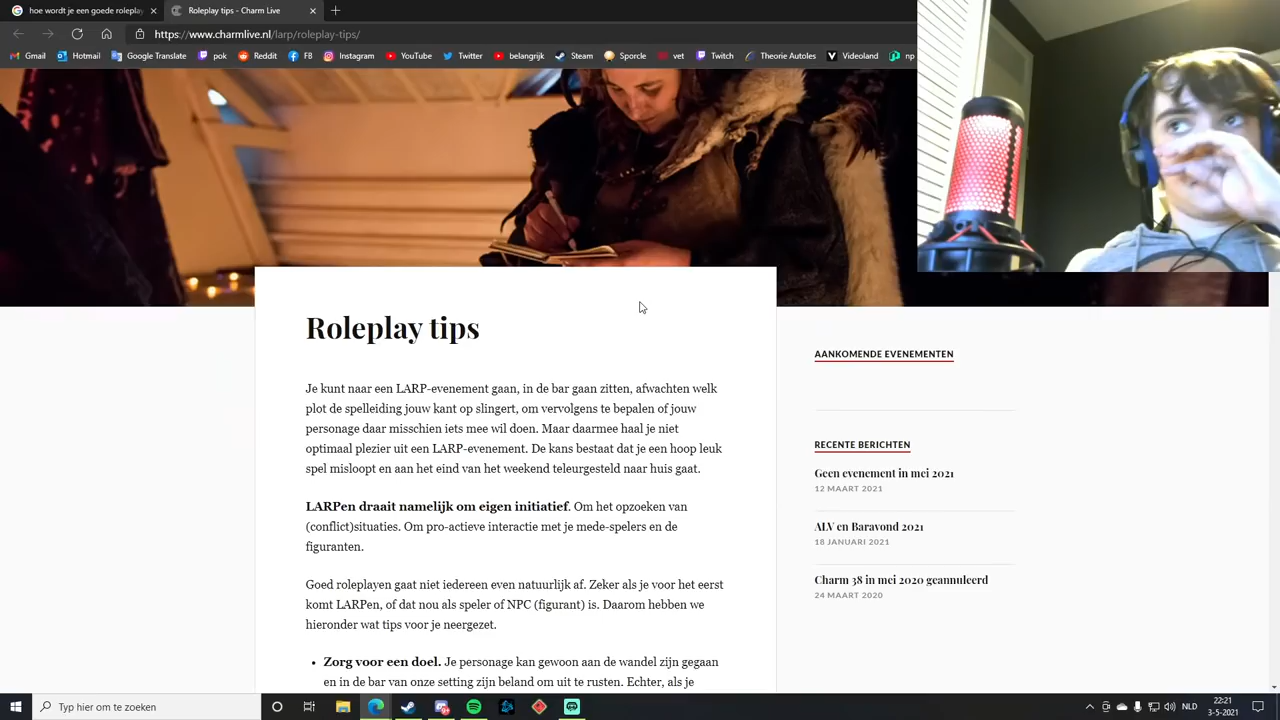 hoe wordt je een goede roleplay
Roleplay tips - Charm Live
https://www.charmlive.nl/larp/roleplay-tips/
Gmail Hotmail Google Translate pok Reddit FB Instagram YouTube Twitch Twitter belangrijk Steam Sporcle vet Twitch Theorie Autoles Videoland np
Roleplay tips
Je kunt naar een LARP-evenement gaan, in de bar gaan zitten, afwachten welk
plot de spelleiding jouw kant op slingert, om vervolgens te bepalen of jouw
personage daar misschien iets mee wil doen. Maar daarmee haal je niet
optimaal plezier uit een LARP-evenement. De kans bestaat dat je een hoop leuk
spel misloopt en aan het eind van het weekend teleurgesteld naar huis gaat.
LARPen draait namelijk om eigen initiatief. Om het opzoeken van
(conflict)situaties. Om pro-actieve interactie met je mede-spelers en de
figuranten.
Goed roleplayen gaat niet iedereen even natuurlijk af. Zeker als je voor het eerst
komt LARPen, of dat nou als speler of NPC (figurant) is. Daarom hebben we
hieronder wat tips voor je neergezet.
• Zorg voor een doel. Je personage kan gewoon aan de wandel zijn gegaan
en in de bar van onze setting zijn beland om uit te rusten. Echter, als je
AANKOMENDE EVENEMENTEN
RECENTE BERICHTEN
Geen evenement in mei 2021
12 MAART 2021
ALV en Baravond 2021
18 JANUARI 2021
Charm 38 in mei 2020 geannuleerd
24 MAART 2020
Typ hier om te zoeken
NLD
22:21
3-5-2021